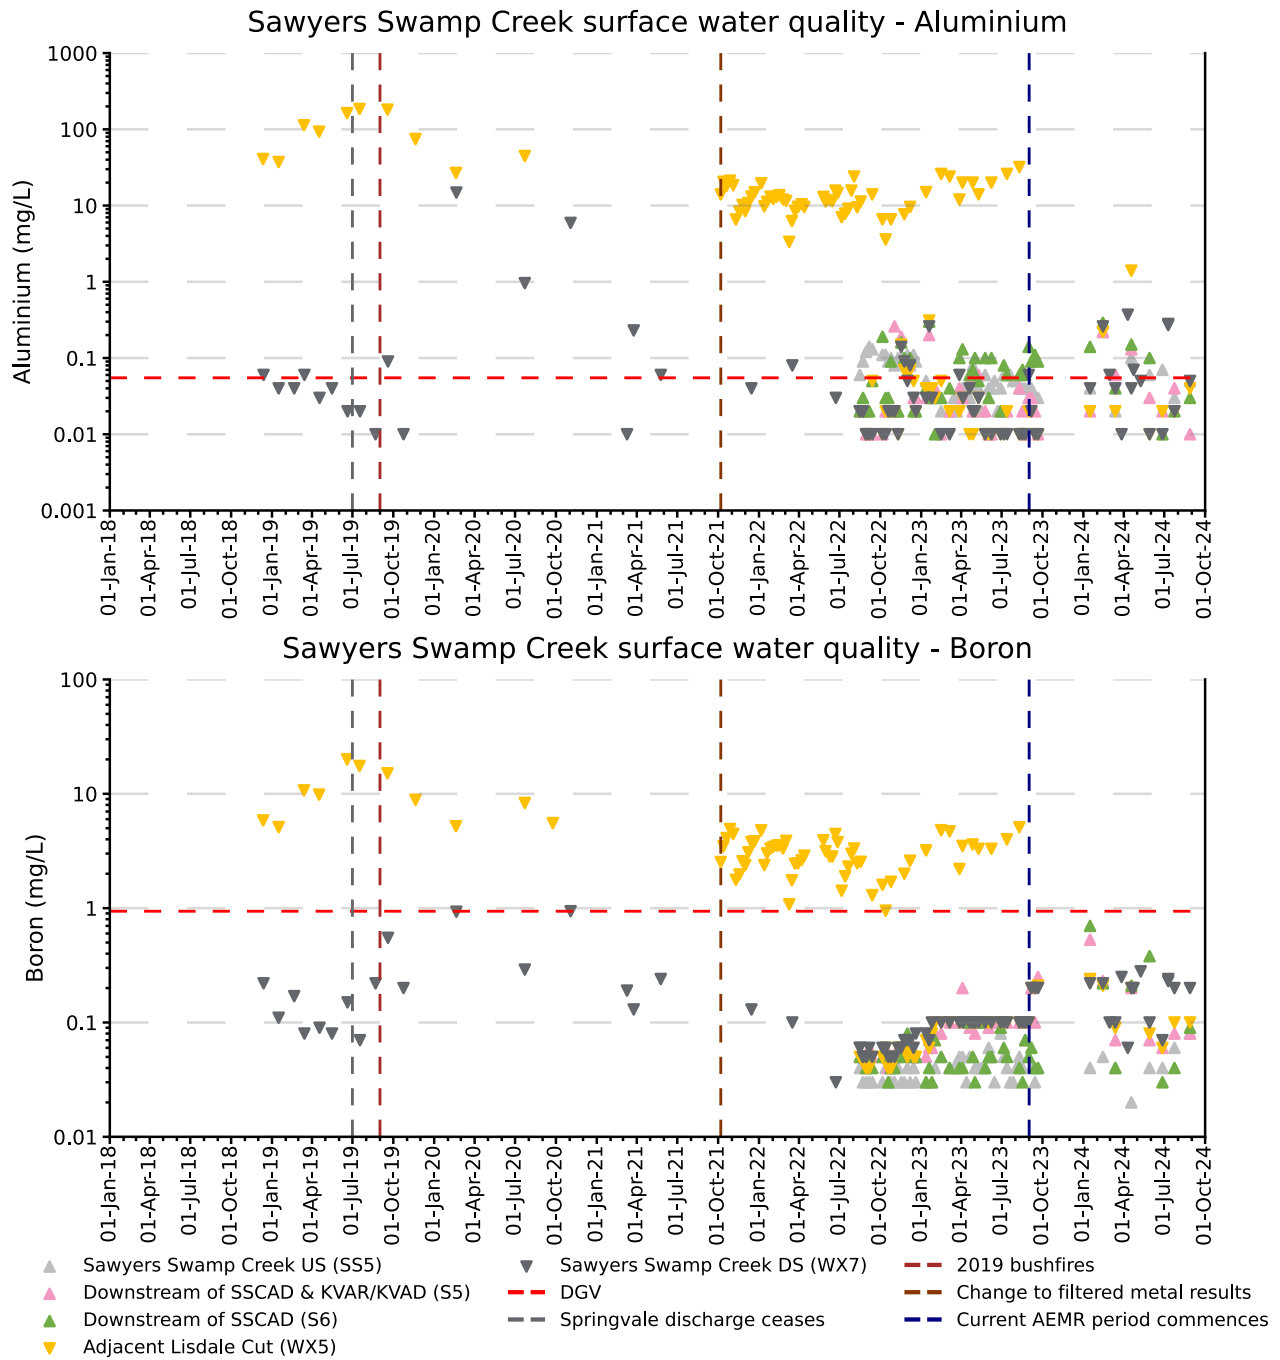 Sawyers Swamp Creek surface water quality - Aluminium
Aluminium (mg/L)
1000
100
10
1
0.1
0.01
0.001
01-Jan-18
01-Apr-18
01-Jul-18
01-Oct-18
01-Jan-19
01-Apr-19
01-Jul-19
01-Oct-19
01-Jan-20
01-Apr-20
01-Jul-20
01-Oct-20
01-Jan-21
01-Apr-21
01-Jul-21
01-Oct-21
01-Jan-22
01-Apr-22
01-Jul-22
01-Oct-22
01-Jan-23
01-Apr-23
01-Jul-23
01-Oct-23
01-Jan-24
01-Apr-24
01-Jul-24
01-Oct-24
Sawyers Swamp Creek surface water quality - Boron
Boron (mg/L)
100
10
1
0.1
0.01
01-Jan-18
01-Apr-18
01-Jul-18
01-Oct-18
01-Jan-19
01-Apr-19
01-Jul-19
01-Oct-19
01-Jan-20
01-Apr-20
01-Jul-20
01-Oct-20
01-Jan-21
01-Apr-21
01-Jul-21
01-Oct-21
01-Jan-22
01-Apr-22
01-Jul-22
01-Oct-22
01-Jan-23
01-Apr-23
01-Jul-23
01-Oct-23
01-Jan-24
01-Apr-24
01-Jul-24
01-Oct-24
Sawyers Swamp Creek US (SS5)
Downstream of SSCAD & KVAR/KVAD (S5)
Downstream of SSCAD (S6)
Adjacent Lisdale Cut (WX5)
Sawyers Swamp Creek DS (WX7)
DGV
Springvale discharge ceases
2019 bushfires
Change to filtered metal results
Current AEMR period commences